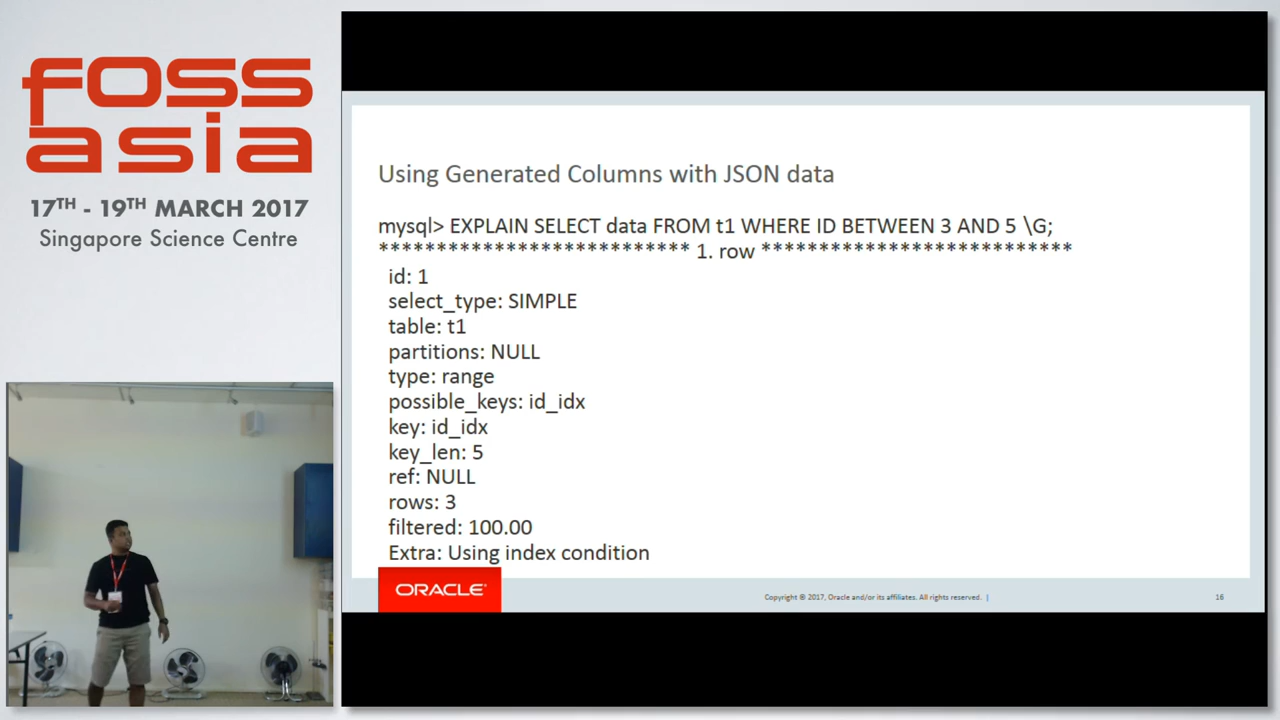 foss
asia
17TH - 19TH MARCH 2017
Singapore Science Centre
Using Generated Columns with JSON data
mysql> EXPLAIN SELECT data FROM t1 WHERE ID BETWEEN 3 AND 5 \G;
*************************** 1. row ***************************
id: 1
select_type: SIMPLE
table: t1
partitions: NULL
type: range
possible_keys: id_idx
key: id_idx
key_len: 5
ref: NULL
rows: 3
filtered: 100.00
Extra: Using index condition
ORACLE®
Copyright © 2017, Oracle and/or its affiliates. All rights reserved. |
16